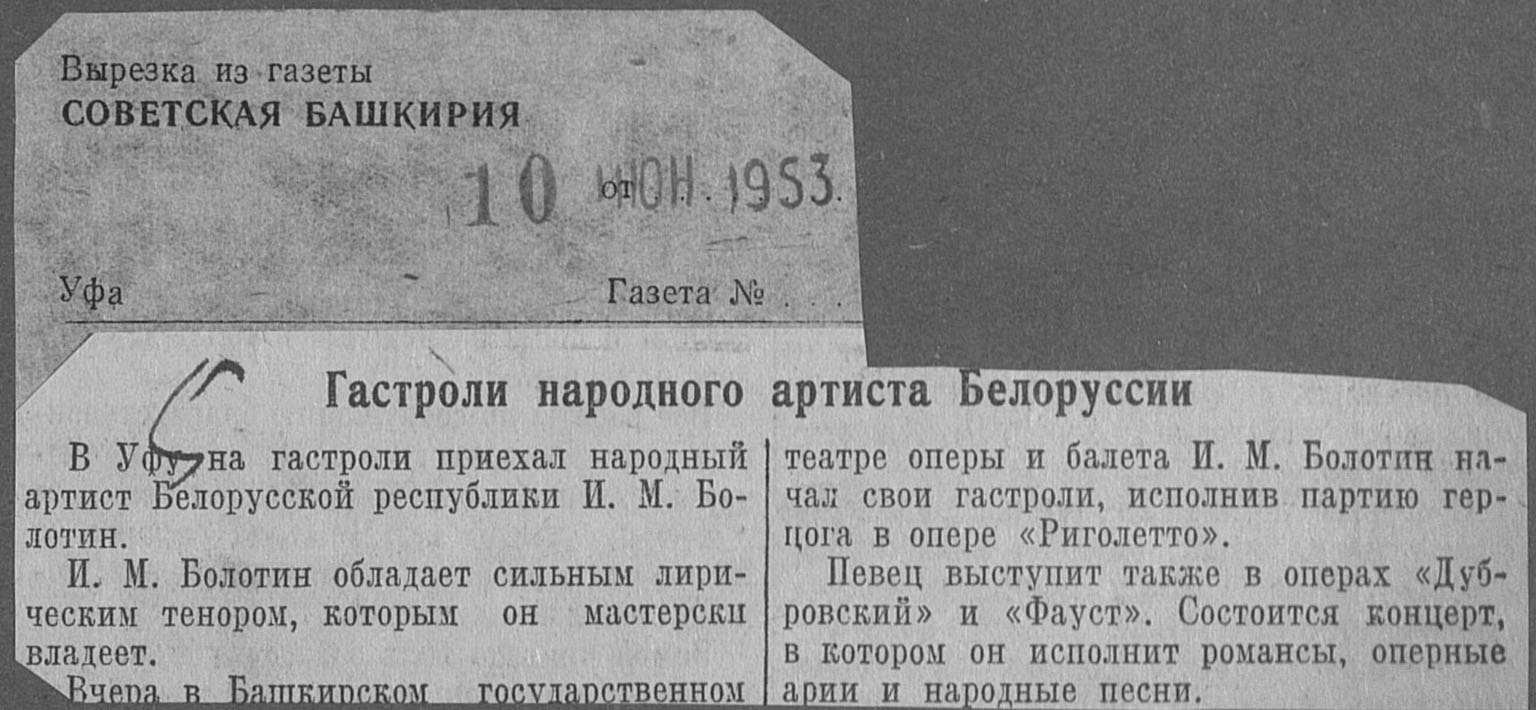 Вырезка из газеты
СОВЕТСКАЯ БАШКИРИЯ
10 от ИЮН. 1953.
Уфа Газета № . . .
Гастроли народного артиста Белоруссии
В Уфу на гастроли приехал народный
артист Белорусской республики И. М. Бо-
лотин.
И. М. Болотин обладает сильным лири-
ческим тенором, которым он мастерски
владеет.
Вчера в Башкирском государственном
театре оперы и балета И. М. Болотин на-
чал свои гастроли, исполнив партию гер-
цога в опере «Риголетто».
Певец выступит также в операх «Дуб-
ровский» и «Фауст». Состоится концерт,
в котором он исполнит романсы, оперные
арии и народные песни.